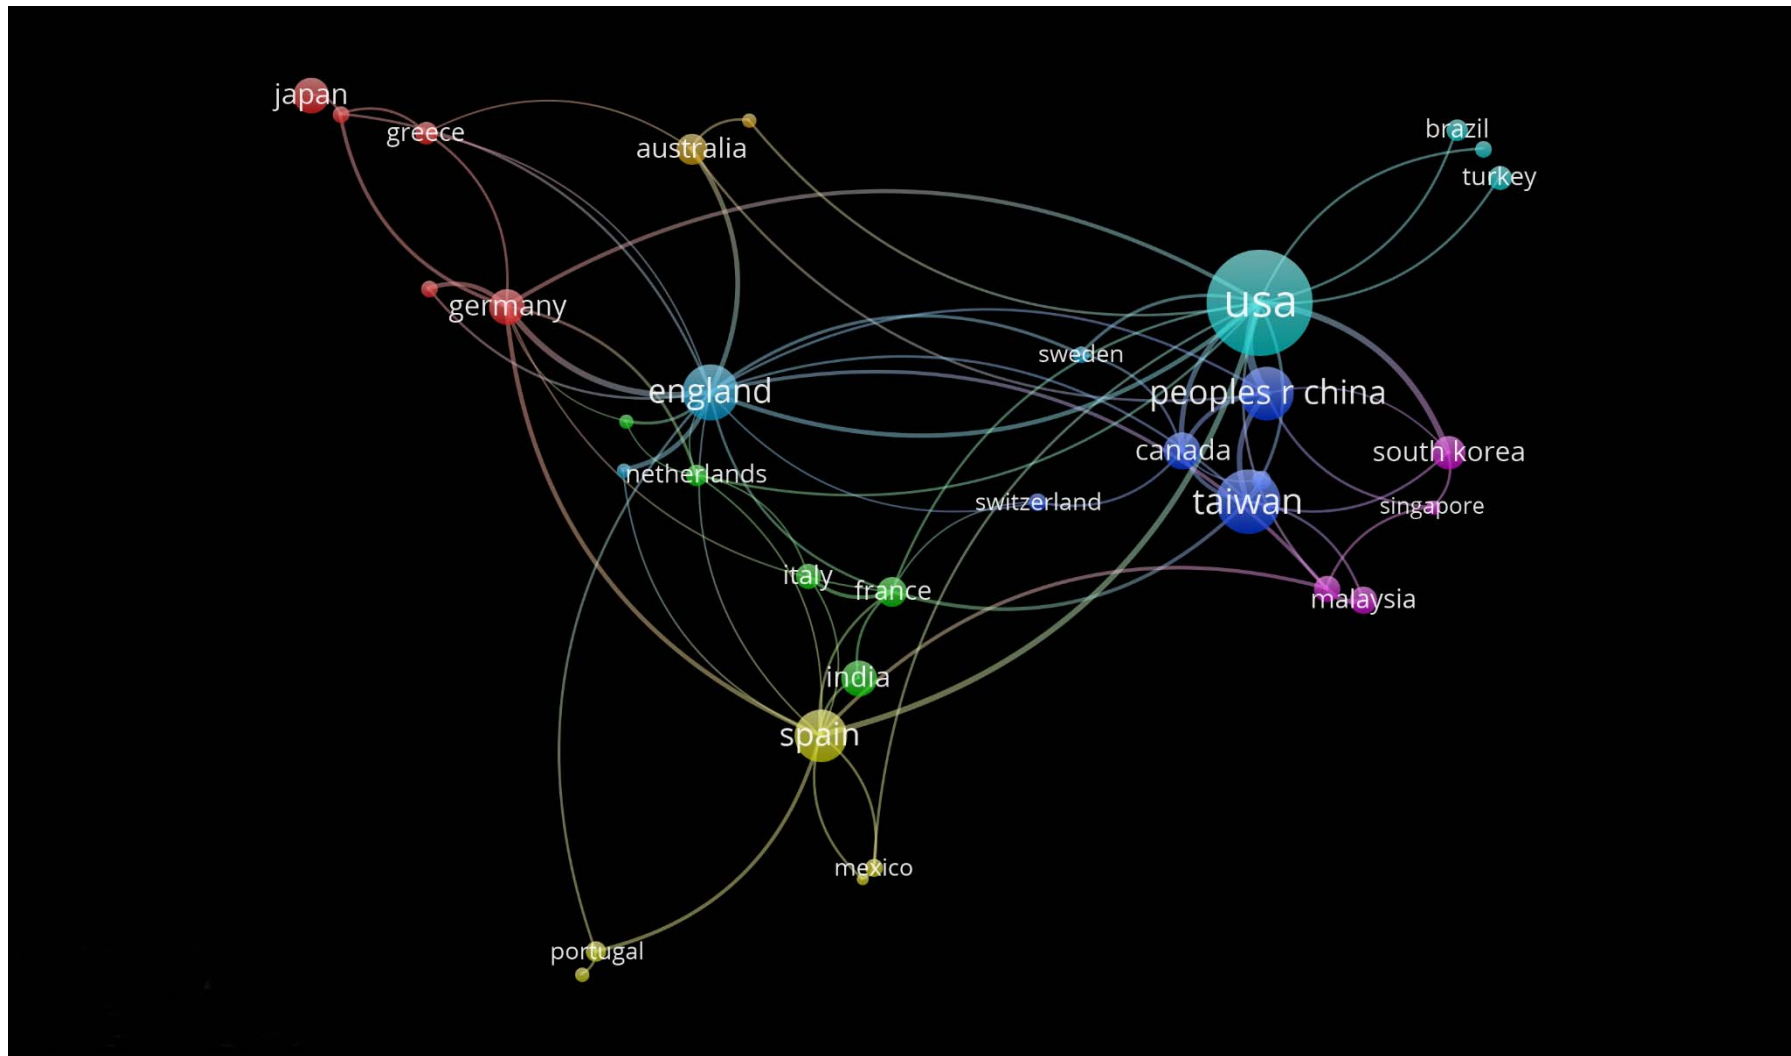 japan
greece
australia
brazil
turkey
germany
usa
sweden
england
peoples r china
canada
south korea
netherlands
switzerland
taiwan
singapore
italy
france
malaysia
india
spain
mexico
portugal